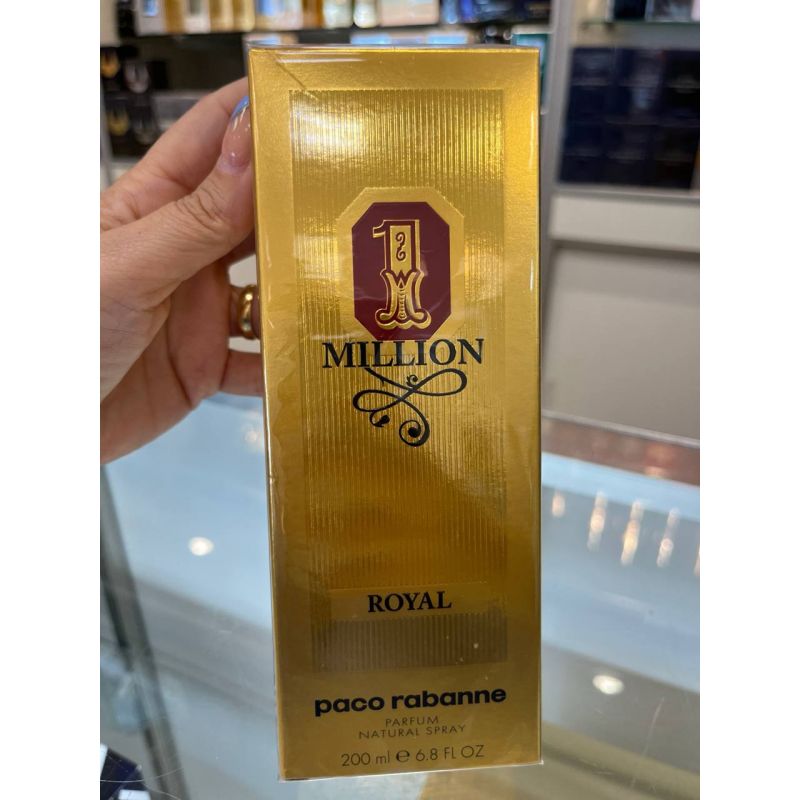 1
MILLION
ROYAL
paco rabanne
PARFUM
NATURAL SPRAY
200 ml ℮ 6.8 FL OZ